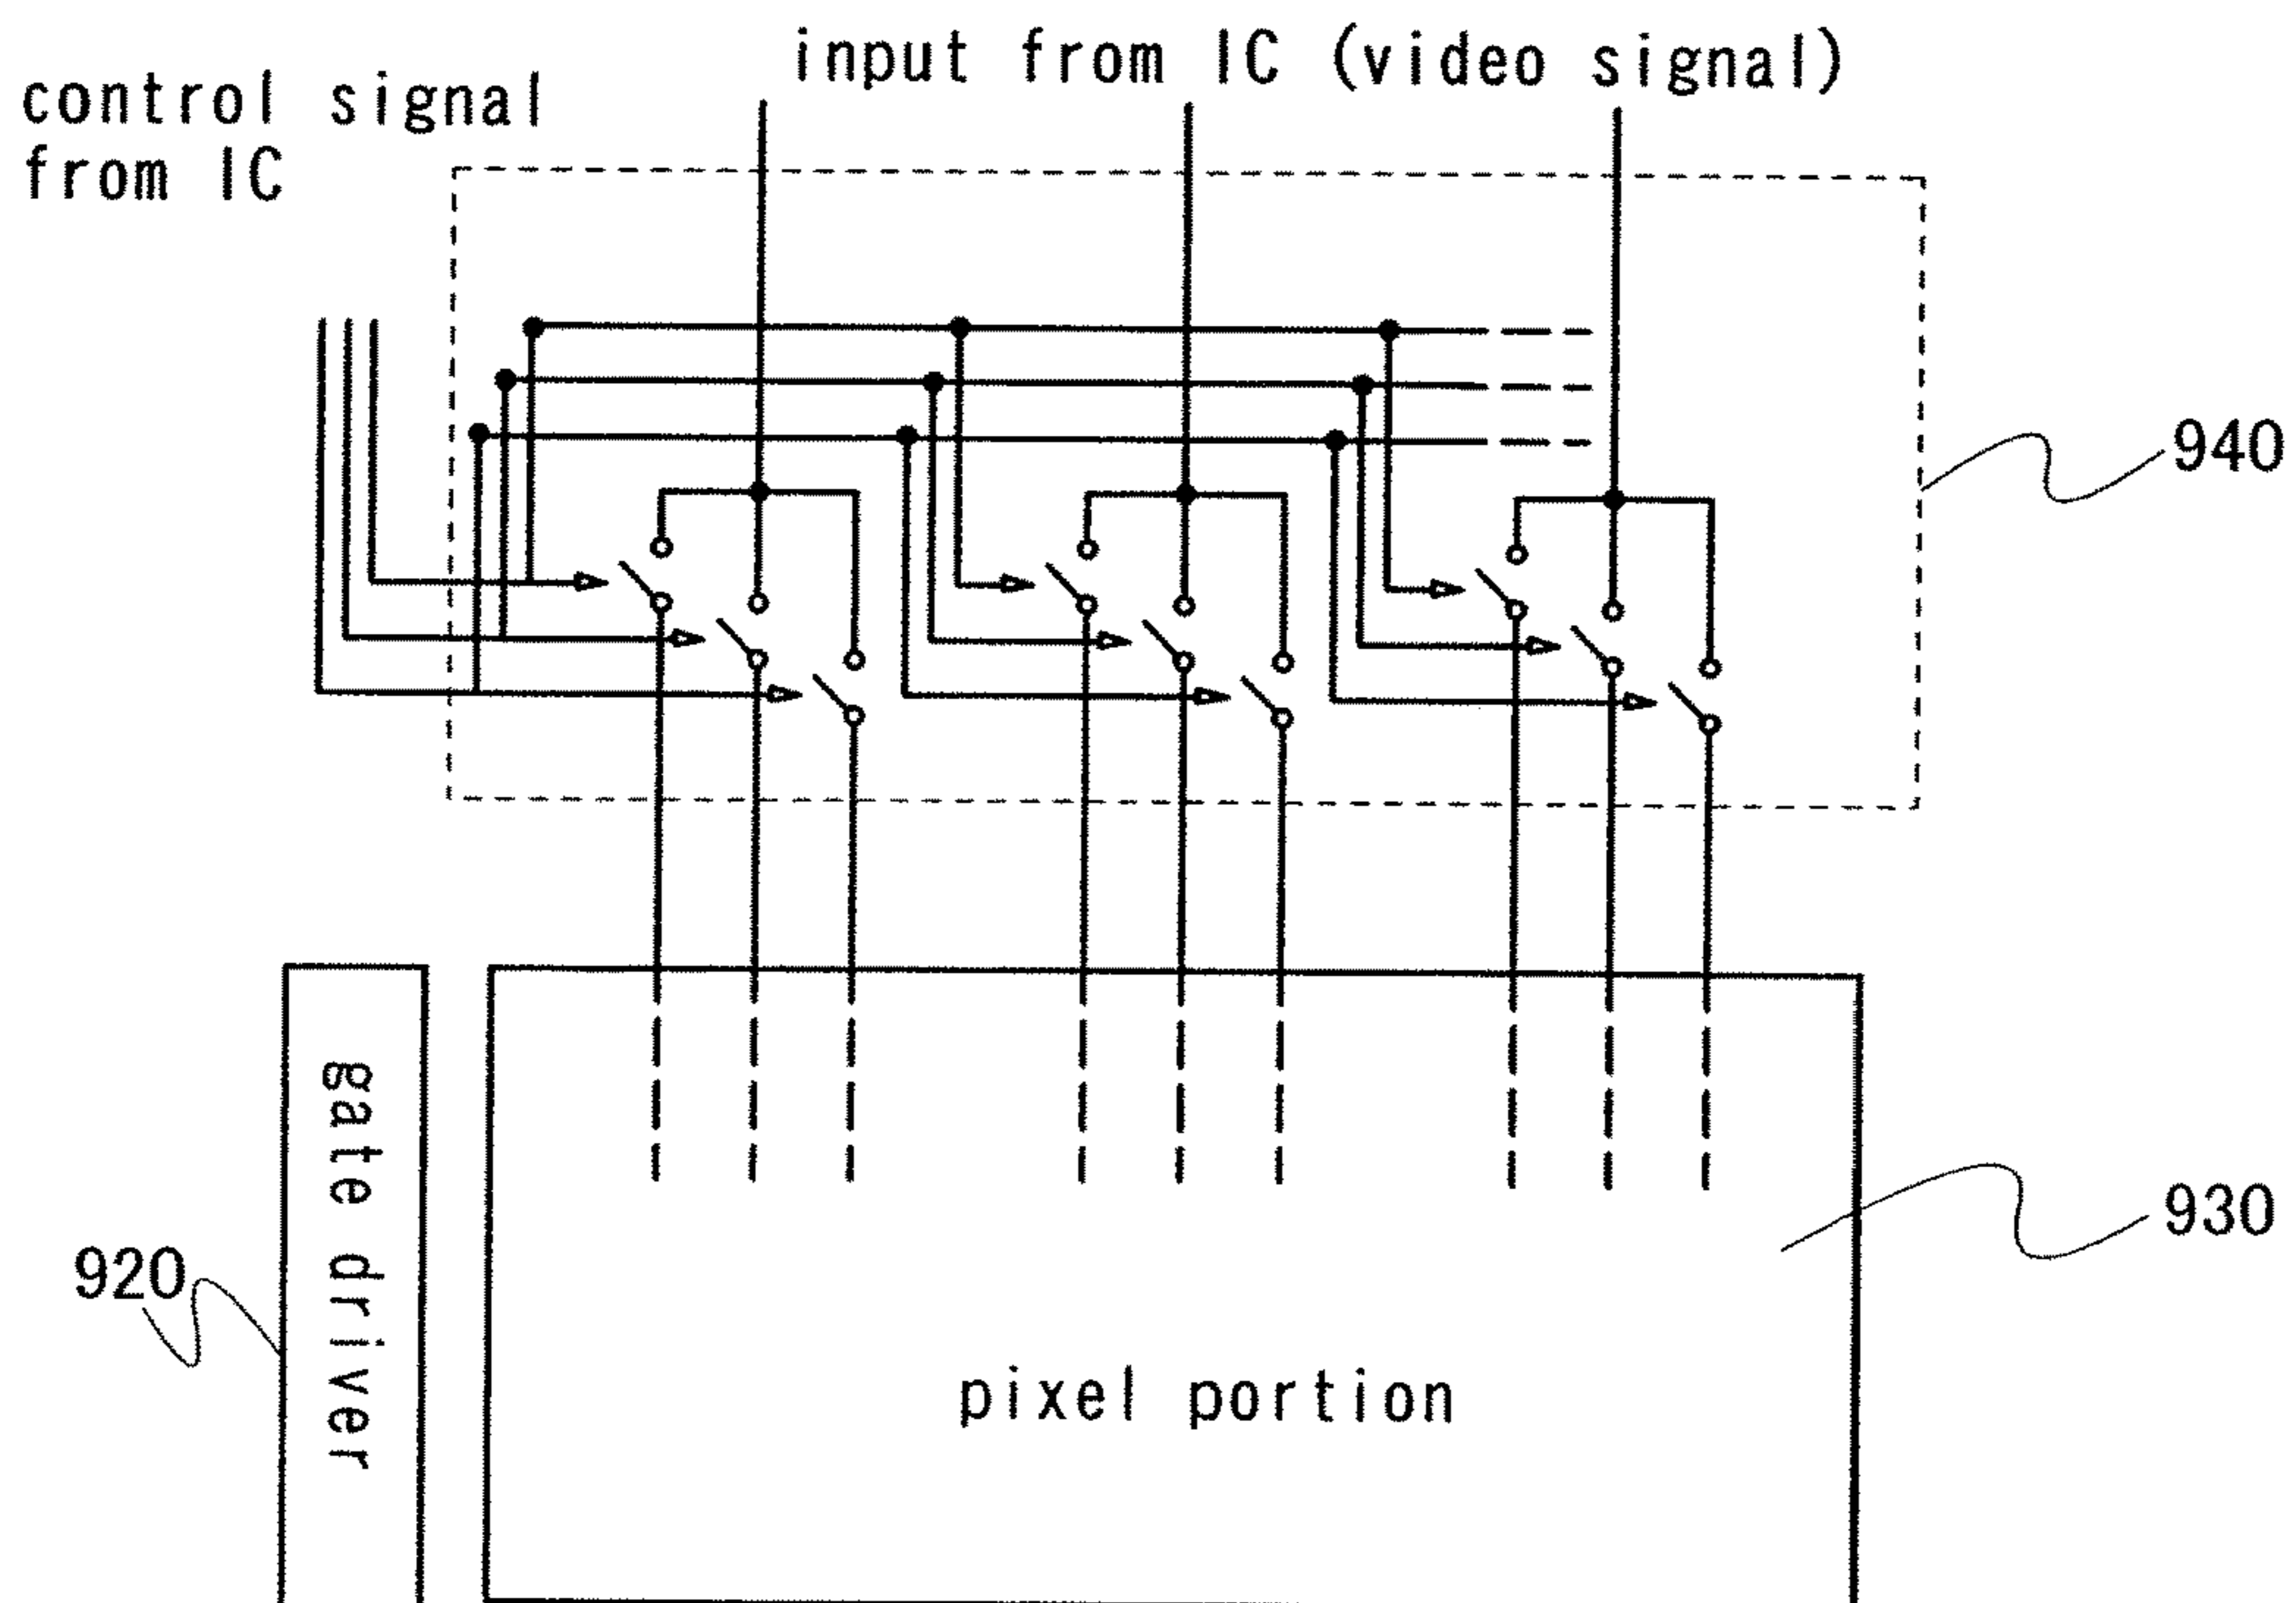 input from IC (video signal)
control signal
from IC
940
gate driver
920
930
pixel portion